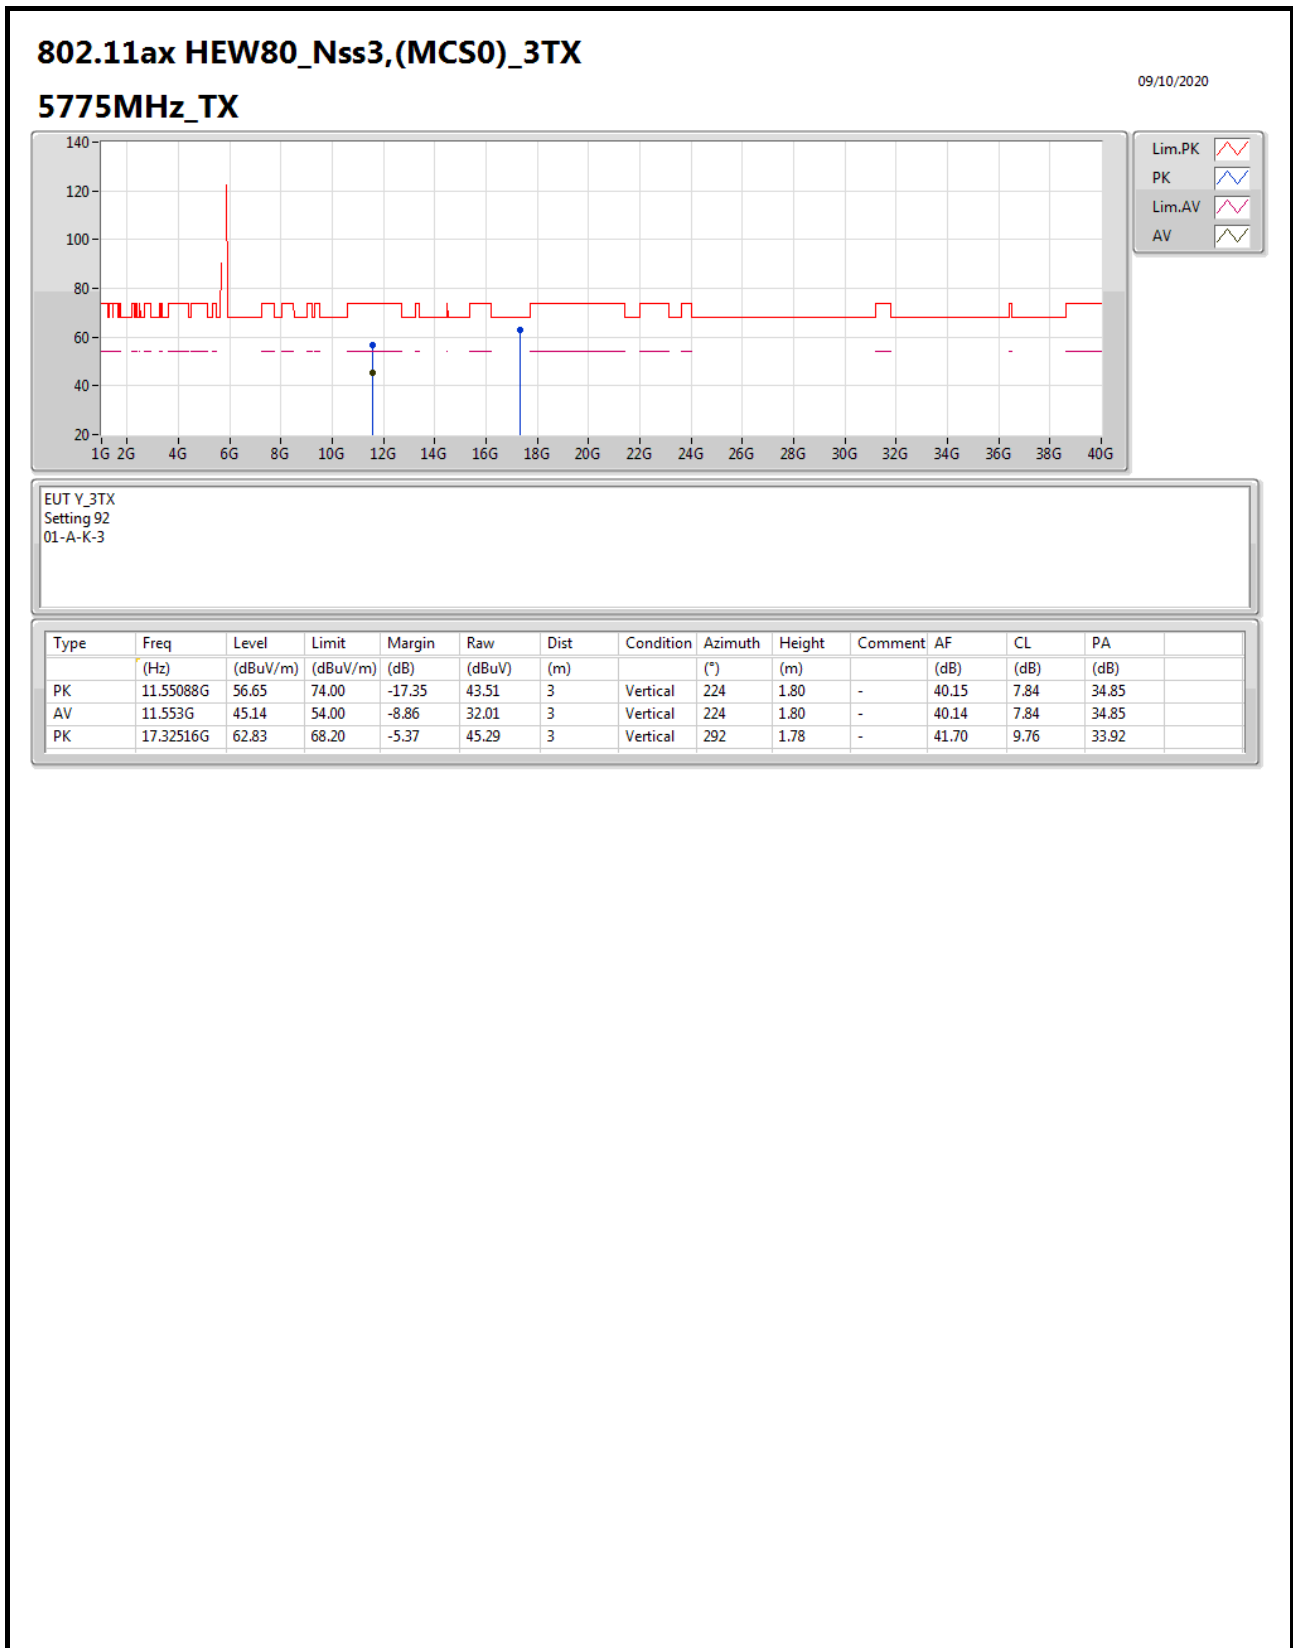 802.11ax HEW80_Nss3,(MCS0)_3TX
09/10/2020
5775MHz_TX
140
120
100
80
60
40
20
1G 2G 4G 6G 8G 10G 12G 14G 16G 18G 20G 22G 24G 26G 28G 30G 32G 34G 36G 38G 40G
Lim.PK
PK
Lim.AV
AV
EUT Y_3TX
Setting 92
01-A-K-3
Type Freq Level Limit Margin Raw Dist Condition Azimuth Height Comment AF CL PA
(Hz) (dBuV/m) (dBuV/m) (dB) (dBuV) (m) (°) (m) (dB) (dB) (dB)
PK 11.55088G 56.65 74.00 -17.35 43.51 3 Vertical 224 1.80 - 40.15 7.84 34.85
AV 11.553G 45.14 54.00 -8.86 32.01 3 Vertical 224 1.80 - 40.14 7.84 34.85
PK 17.32516G 62.83 68.20 -5.37 45.29 3 Vertical 292 1.78 - 41.70 9.76 33.92